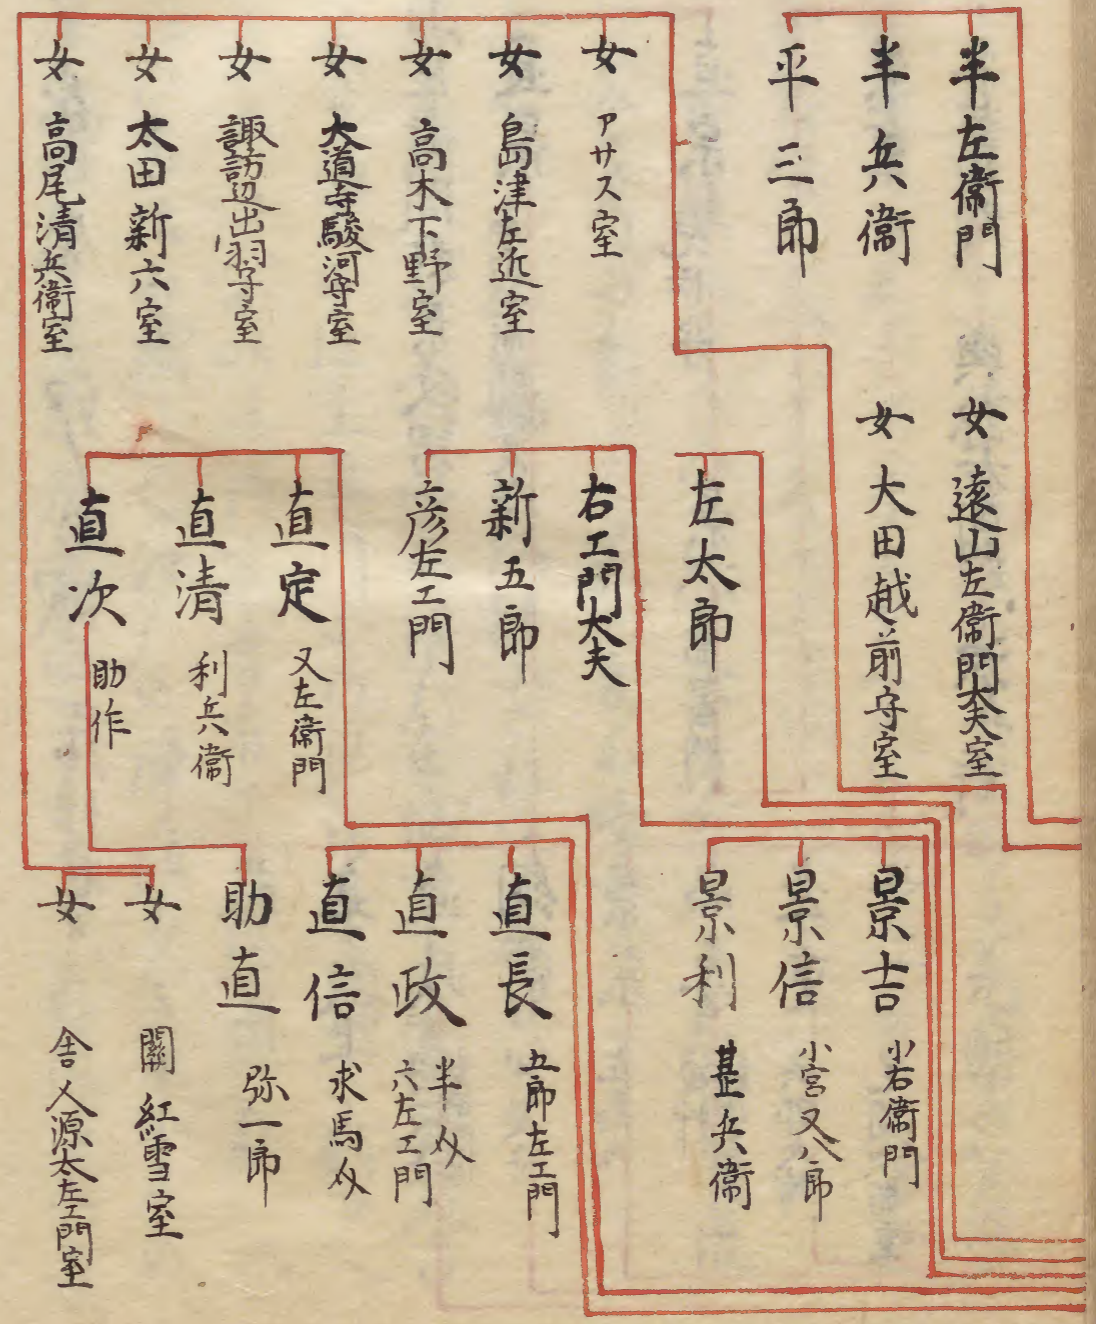 半左衛門
半兵衛
平三郎
女 遠山左衛門大夫室
女 大田越前守室
女 アサス室
女 島津左近室
女 高木下野室
女 大道寺駿河守室
女 諏訪辺出羽守室
女 太田新六室
女 高尾清兵衛室
左太郎
右エ門大夫
新五郎
彦左エ門
直定 又左衛門
直清 利兵衛
直次 助作
景吉 小右衛門
景信 小宮又八郎
景利 甚兵衛
直長 五郎左エ門
直政 半奴 六左エ門
直信 求馬奴
助直 弥一郎
女 關紅雪室
女 舎人源太左エ門室